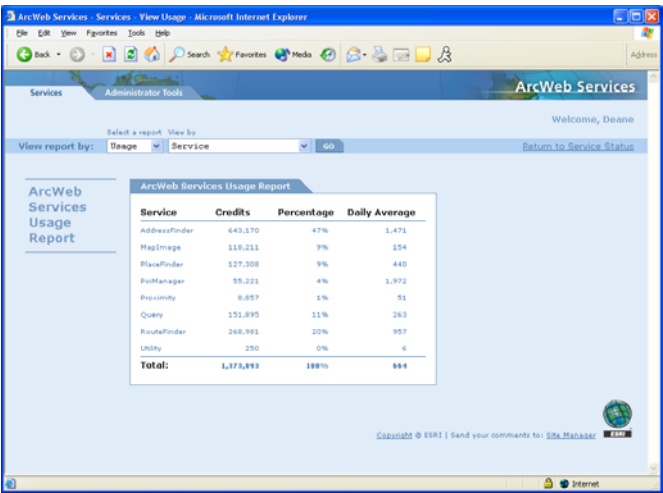 ArcWeb Services - Services - View Usage - Microsoft Internet Explorer
File Edit View Favorites Tools Help
Back Search Favorites Media Address
Services Administrator Tools ArcWeb Services
Welcome, Deane
Select a report View by
View report by: Usage Service GO Return to Service Status
ArcWeb Services Usage Report
ArcWeb
Services
Usage
Report
Service Credits Percentage Daily Average
AddressFinder 643,170 47% 1,471
MapImage 118,211 9% 154
PlaceFinder 127,308 9% 440
PoiManager 55,221 4% 1,972
Proximity 8,857 1% 51
Query 151,895 11% 263
RouteFinder 268,981 20% 957
Utility 250 0% 6
Total: 1,373,893 100% 664
Copyright © ESRI | Send your comments to: Site Manager ESRI
Internet